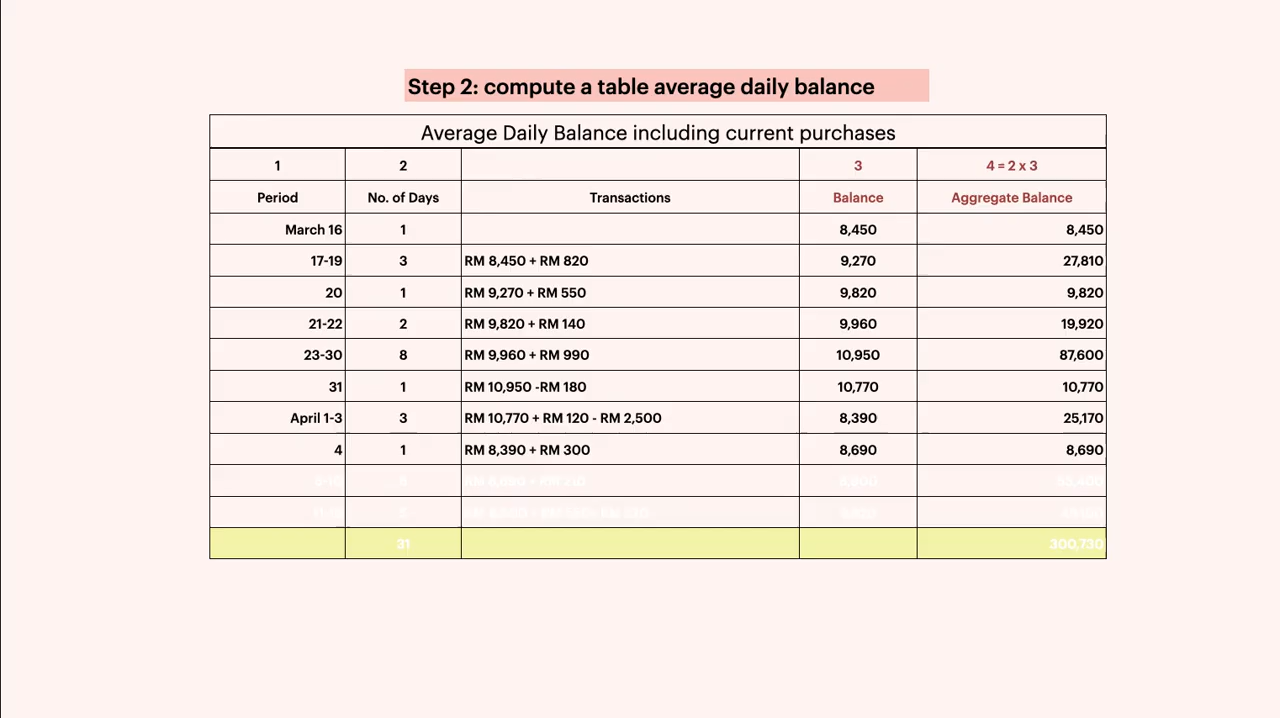 Step 2: compute a table average daily balance
Average Daily Balance including current purchases
1 2 3 4 = 2 x 3
Period No. of Days Transactions Balance Aggregate Balance
March 16 1 8,450 8,450
17-19 3 RM 8,450 + RM 820 9,270 27,810
20 1 RM 9,270 + RM 550 9,820 9,820
21-22 2 RM 9,820 + RM 140 9,960 19,920
23-30 8 RM 9,960 + RM 990 10,950 87,600
31 1 RM 10,950 -RM 180 10,770 10,770
April 1-3 3 RM 10,770 + RM 120 - RM 2,500 8,390 25,170
4 1 RM 8,390 + RM 300 8,690 8,690
31 300,730